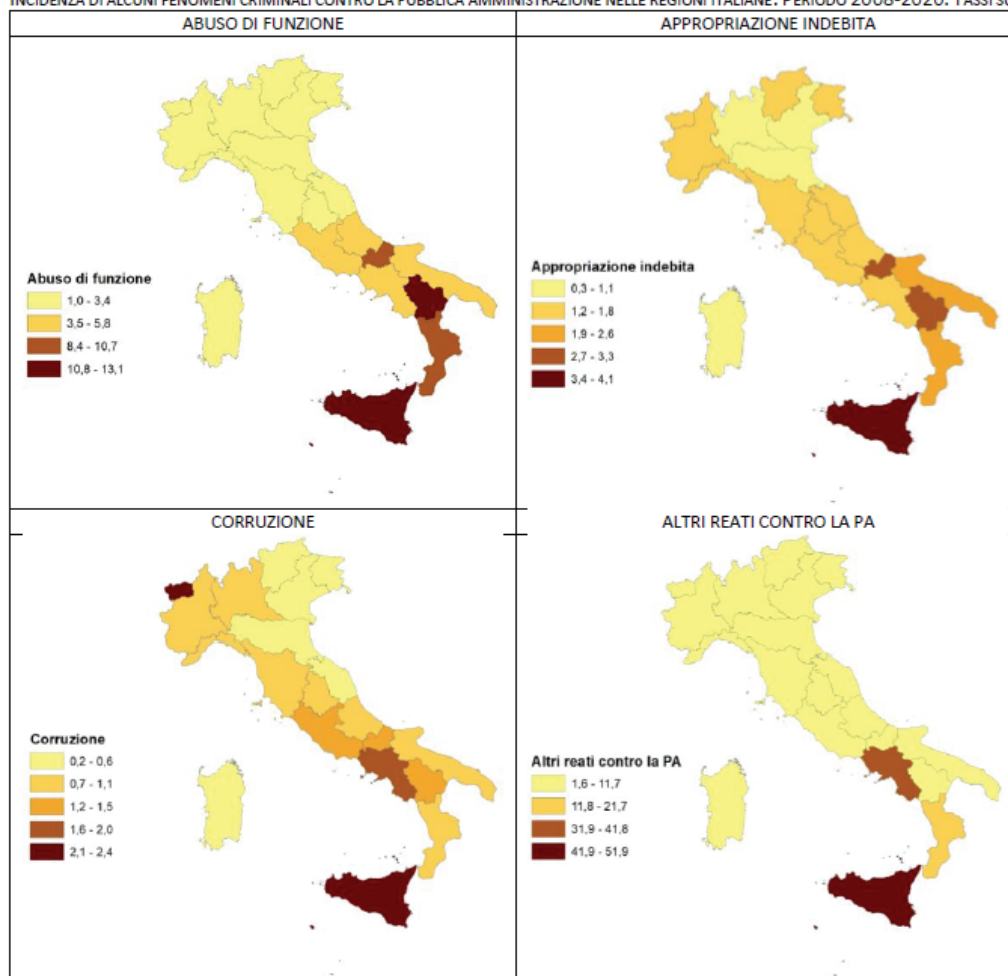 INCIDENZA DI ALCUNI FENOMENI CRIMINALI CONTRO LA PUBBLICA AMMINISTRAZIONE NELLE REGIONI ITALIANE. PERIODO 2008-2020. TASSI
ABUSO DI FUNZIONE
APPROPRIAZIONE INDEBITA
Abuso di funzione
1,0 - 3,4
3,5 - 5,8
8,4 - 10,7
10,8 - 13,1
Appropriazione indebita
0,3 - 1,1
1,2 - 1,8
1,9 - 2,6
2,7 - 3,3
3,4 - 4,1
CORRUZIONE
ALTRI REATI CONTRO LA PA
Corruzione
0,2 - 0,6
0,7 - 1,1
1,2 - 1,5
1,6 - 2,0
2,1 - 2,4
Altri reati contro la PA
1,6 - 11,7
11,8 - 21,7
31,9 - 41,8
41,9 - 51,9